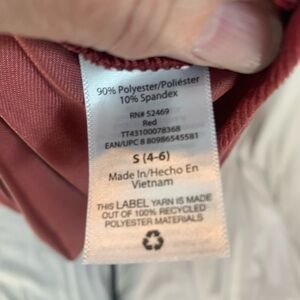 90% Polyester/Poliéster
10% Spandex
RN# 52469
Red
TT43100078368
EAN/UPC 8 80986545581
S (4-6)
Made In/Hecho En
Vietnam
THIS LABEL YARN IS MADE
OUT OF 100% RECYCLED
POLYESTER MATERIALS